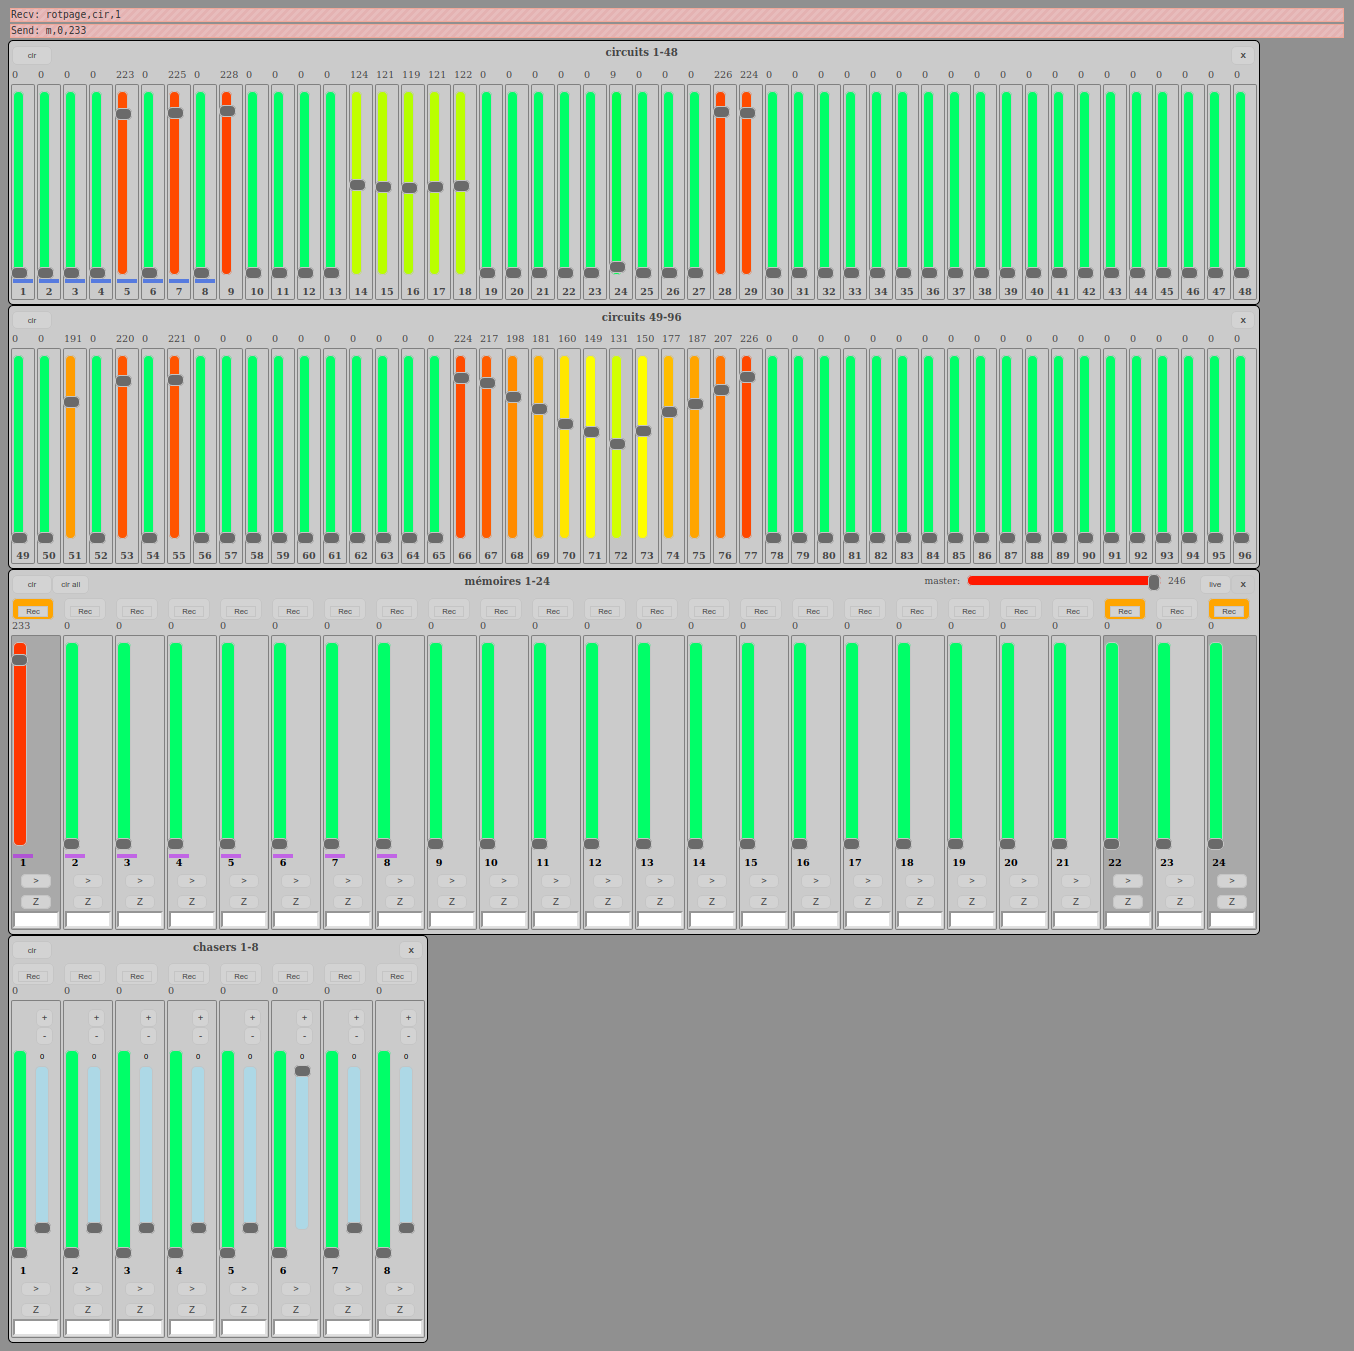 Recv: rotpage,cir,1
Send: m,0,233
clr circuits 1-48 x
0 0 0 0 223 0 225 0 228 0 0 0 0 124 121 119 121 122 0 0 0 0 0 9 0 0 0 226 224 0 0 0 0 0 0 0 0 0 0 0 0 0 0 0 0 0 0 0
1 2 3 4 5 6 7 8 9 10 11 12 13 14 15 16 17 18 19 20 21 22 23 24 25 26 27 28 29 30 31 32 33 34 35 36 37 38 39 40 41 42 43 44 45 46 47 48
clr circuits 49-96 x
0 0 191 0 220 0 221 0 0 0 0 0 0 0 0 0 0 224 217 198 181 160 149 131 150 177 187 207 226 0 0 0 0 0 0 0 0 0 0 0 0 0 0 0 0 0 0 0
49 50 51 52 53 54 55 56 57 58 59 60 61 62 63 64 65 66 67 68 69 70 71 72 73 74 75 76 77 78 79 80 81 82 83 84 85 86 87 88 89 90 91 92 93 94 95 96
clr clr all mémoires 1-24 master: 246 live x
Rec Rec Rec Rec Rec Rec Rec Rec Rec Rec Rec Rec Rec Rec Rec Rec Rec Rec Rec Rec Rec Rec Rec Rec
233 0 0 0 0 0 0 0 0 0 0 0 0 0 0 0 0 0 0 0 0 0 0 0
1 2 3 4 5 6 7 8 9 10 11 12 13 14 15 16 17 18 19 20 21 22 23 24
> > > > > > > > > > > > > > > > > > > > > > > >
Z Z Z Z Z Z Z Z Z Z Z Z Z Z Z Z Z Z Z Z Z Z Z Z
clr chasers 1-8 x
Rec Rec Rec Rec Rec Rec Rec Rec
0 0 0 0 0 0 0 0
+ + + + + + + +
- - - - - - - -
0 0 0 0 0 0 0 0
1 2 3 4 5 6 7 8
> > > > > > > >
Z Z Z Z Z Z Z Z